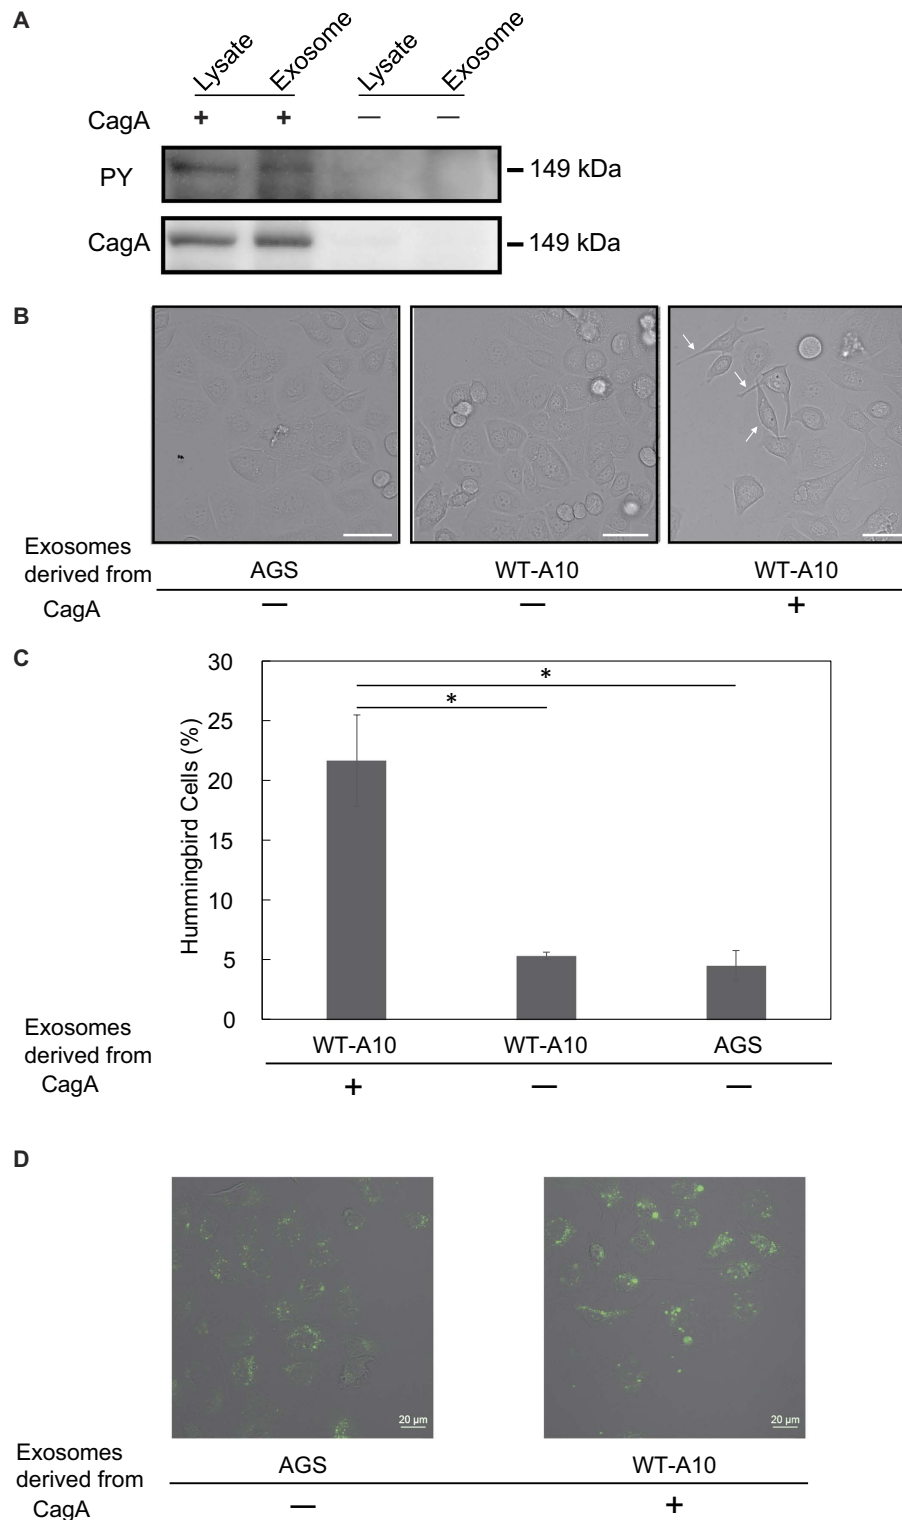 A
Lysate Exosome Lysate Exosome
CagA + + — —
PY 149 kDa
CagA 149 kDa
B
Exosomes
derived from AGS WT-A10 WT-A10
CagA — — +
C
Hummingbird Cells (%)
30
25
20
15
10
5
0
* *
Exosomes
derived from WT-A10 WT-A10 AGS
CagA + — —
D
20 µm 20 µm
Exosomes
derived from AGS WT-A10
CagA — +